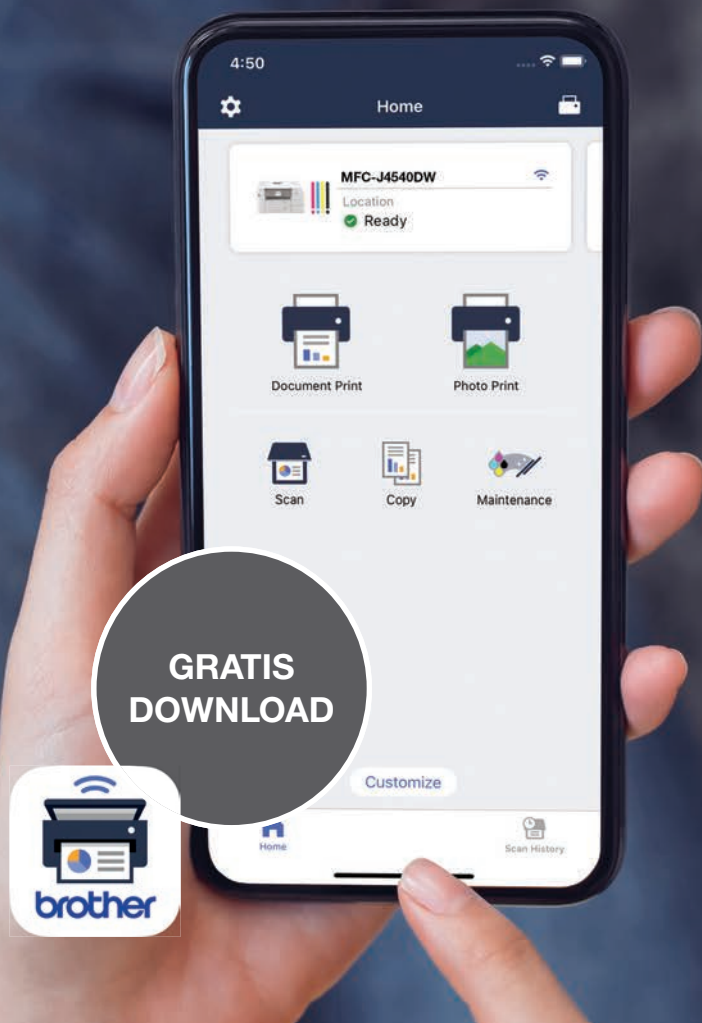 4:50
Home
MFC-J4540DW
Location
Ready
Document Print
Photo Print
Scan
Copy
Maintenance
GRATIS
DOWNLOAD
Customize
Home
Scan History
brother